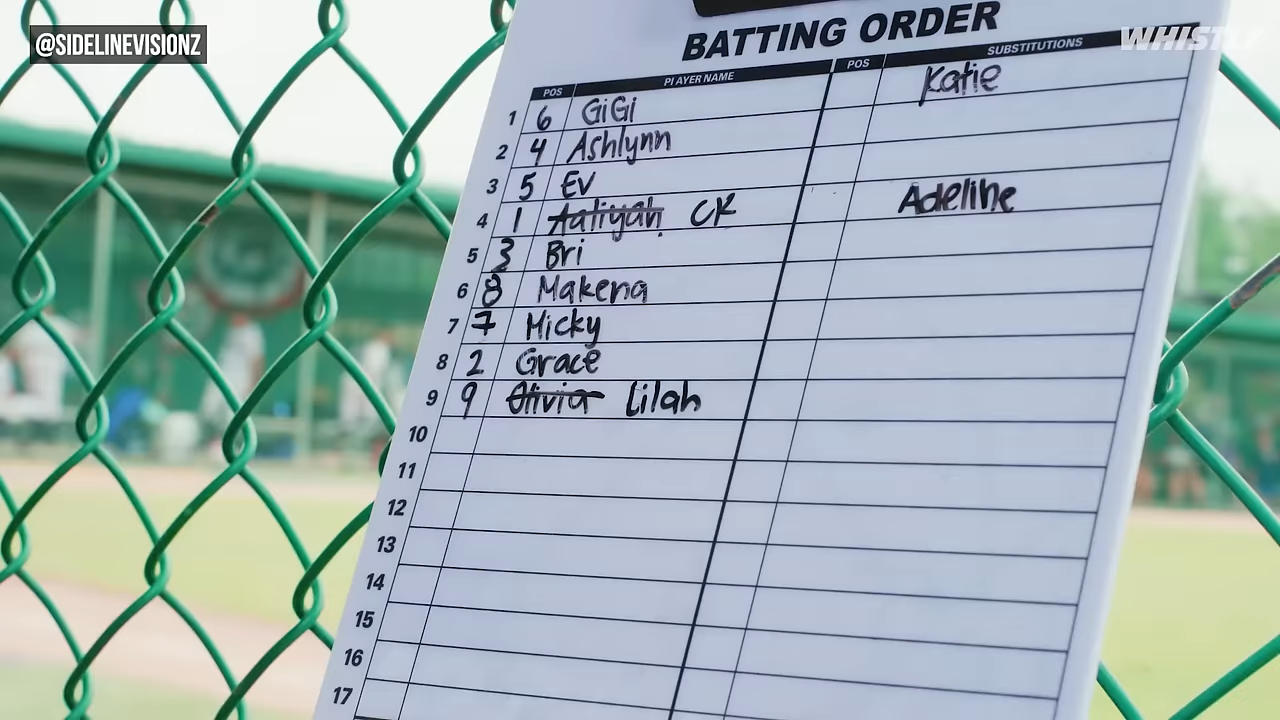 @SIDELINEVISIONZ
WHISTLE
BATTING ORDER
POS PLAYER NAME POS SUBSTITUTIONS
1 6 GiGi Katie
2 4 Ashlynn
3 5 EV
4 1 Aaliyah CK Adeline
5 3 Bri
6 8 Makena
7 7 Micky
8 2 Grace
9 9 Olivia Lilah
10
11
12
13
14
15
16
17